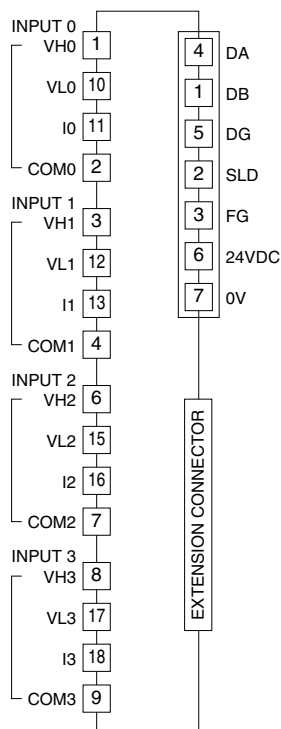 INPUT 0
VH0 1
VL0 10
I0 11
COM0 2
INPUT 1
VH1 3
VL1 12
I1 13
COM1 4
INPUT 2
VH2 6
VL2 15
I2 16
COM2 7
INPUT 3
VH3 8
VL3 17
I3 18
COM3 9
4 DA
1 DB
5 DG
2 SLD
3 FG
6 24VDC
7 0V
EXTENSION CONNECTOR